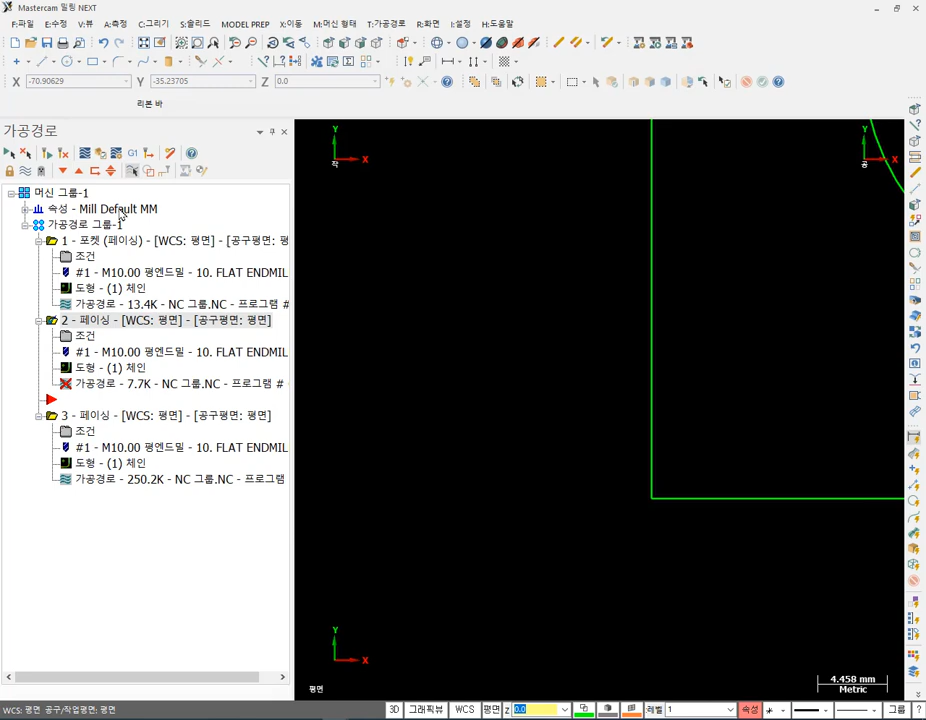 Mastercam 밀링 NEXT
F:파일 E:수정 V:뷰 A:측정 C:그리기 S:솔리드 MODEL PREP X:이동 M:머신 형태 T:가공경로 R:화면 I:설정 H:도움말
X -70.90629 Y -35.23705 Z 0.0
리본 바
가공경로
G1
머신 그룹-1
속성 - Mill Default MM
가공경로 그룹-1
1 - 포켓 (페이싱) - [WCS: 평면] - [공구평면: 평
조건
#1 - M10.00 평엔드밀 - 10. FLAT ENDMIL
도형 - (1) 체인
가공경로 - 13.4K - NC 그룹.NC - 프로그램 #
2 - 페이싱 - [WCS: 평면] - [공구평면: 평면]
조건
#1 - M10.00 평엔드밀 - 10. FLAT ENDMIL
도형 - (1) 체인
가공경로 - 7.7K - NC 그룹.NC - 프로그램 #
3 - 페이싱 - [WCS: 평면] - [공구평면: 평면]
조건
#1 - M10.00 평엔드밀 - 10. FLAT ENDMIL
도형 - (1) 체인
가공경로 - 250.2K - NC 그룹.NC - 프로그램
Y
X
작
Y
X
공
Y
X
평면
4.458 mm
Metric
WCS: 평면 공구/작업평면: 평면
3D 그래픽뷰 WCS 평면 Z 0.0 레벨 1 속성 그룹 ?